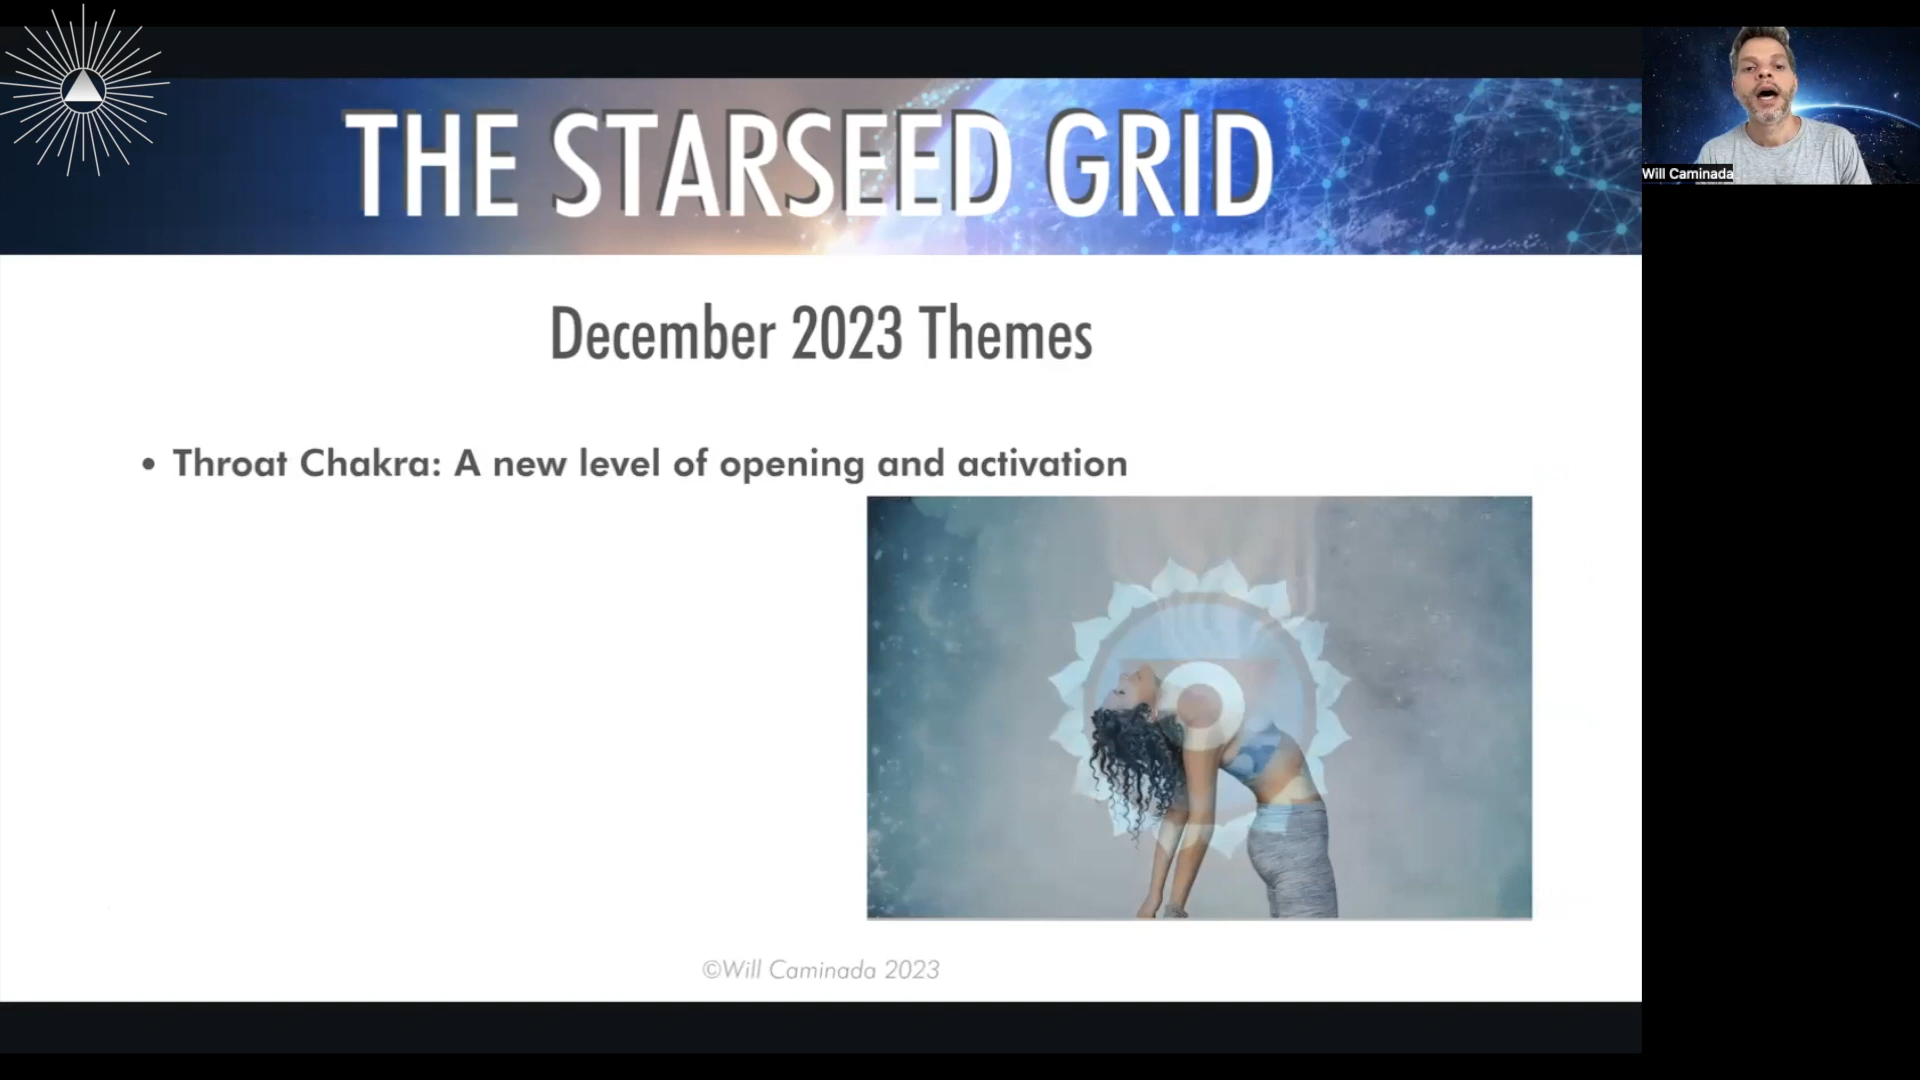 THE STARSEED GRID
Will Caminada
December 2023 Themes
• Throat Chakra: A new level of opening and activation
©Will Caminada 2023